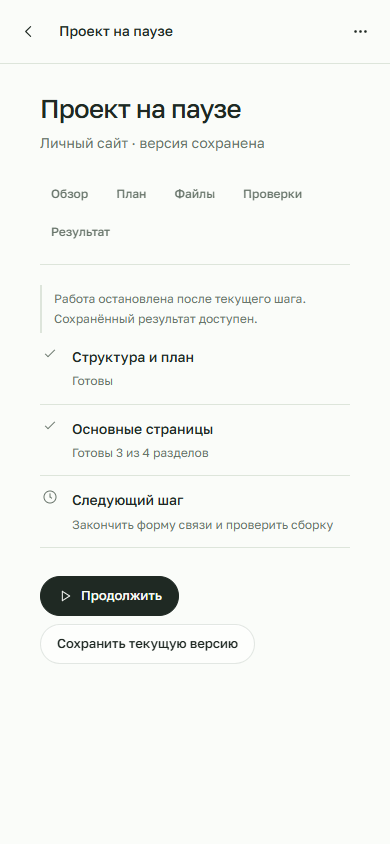 Проект на паузе
Проект на паузе
Личный сайт · версия сохранена
Обзор План Файлы Проверки
Результат
Работа остановлена после текущего шага.
Сохранённый результат доступен.
Структура и план
Готовы
Основные страницы
Готовы 3 из 4 разделов
Следующий шаг
Закончить форму связи и проверить сборку
Продолжить
Сохранить текущую версию